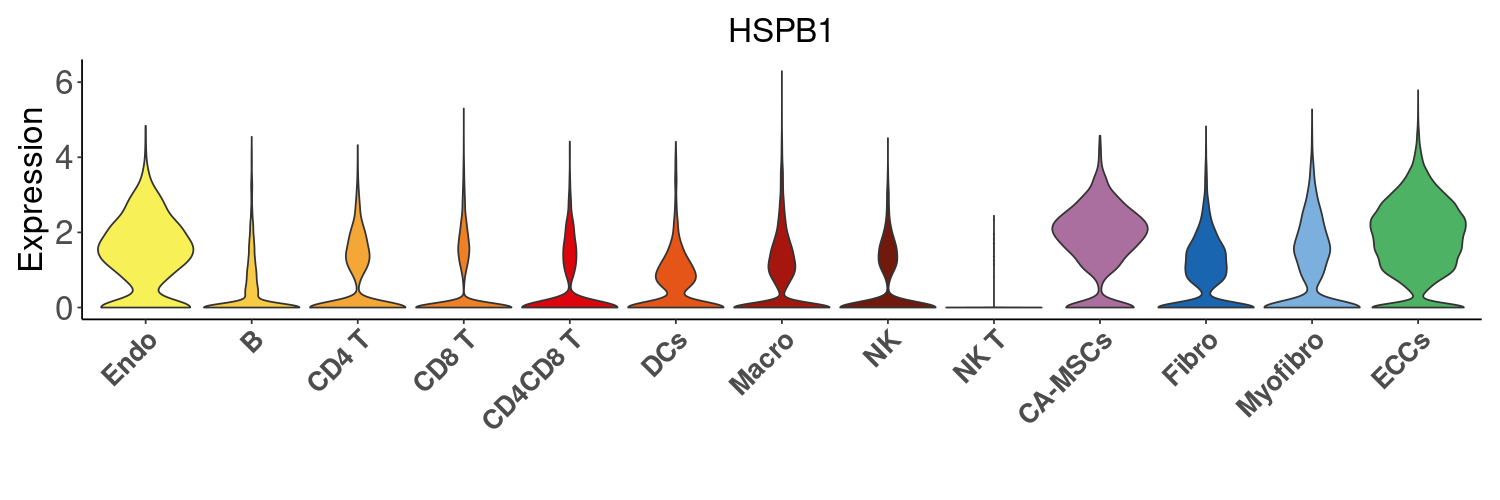 HSPB1
Expression
6
4
2
0
Endo
B
CD4 T
CD8 T
CD4CD8 T
DCs
Macro
NK
NK T
CA-MSCs
Fibro
Myofibro
ECCs